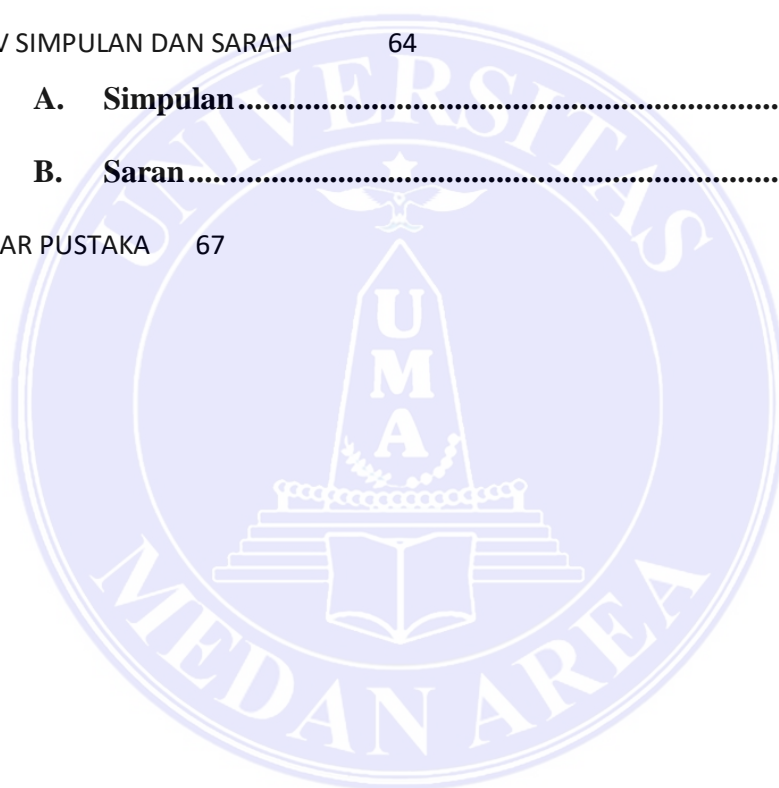 V SIMPULAN DAN SARAN 64
A. Simpulan................................................................
B. Saran......................................................................
AR PUSTAKA 67
UNIVERSITAS
UMA
MEDAN AREA